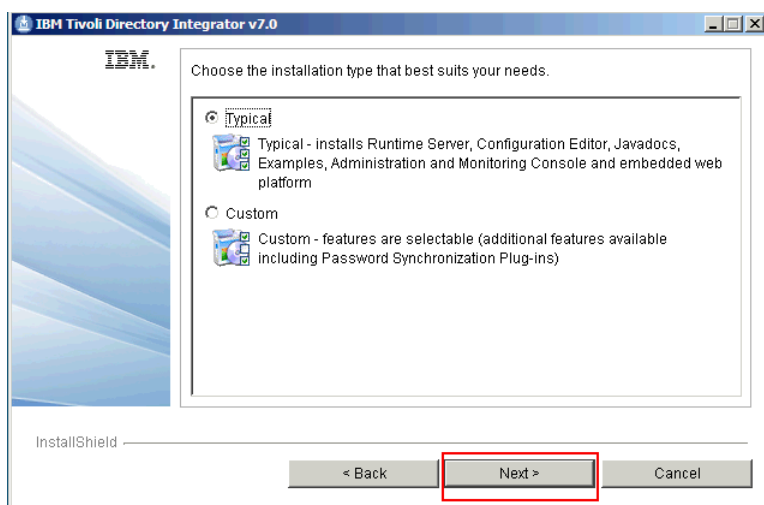 IBM Tivoli Directory Integrator v7.0
IBM.
Choose the installation type that best suits your needs.
Typical
Typical - installs Runtime Server, Configuration Editor, Javadocs,
Examples, Administration and Monitoring Console and embedded web
platform
Custom
Custom - features are selectable (additional features available
including Password Synchronization Plug-ins)
InstallShield
< Back
Next >
Cancel